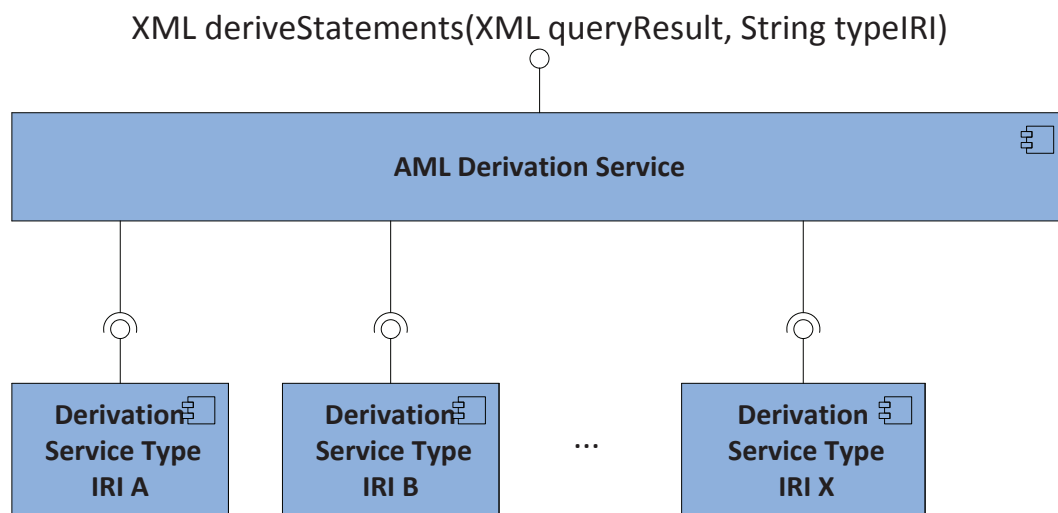 XML deriveStatements(XML queryResult, String typeIRI)
AML Derivation Service
Derivation
Service Type
IRI A
Derivation
Service Type
IRI B
...
Derivation
Service Type
IRI X